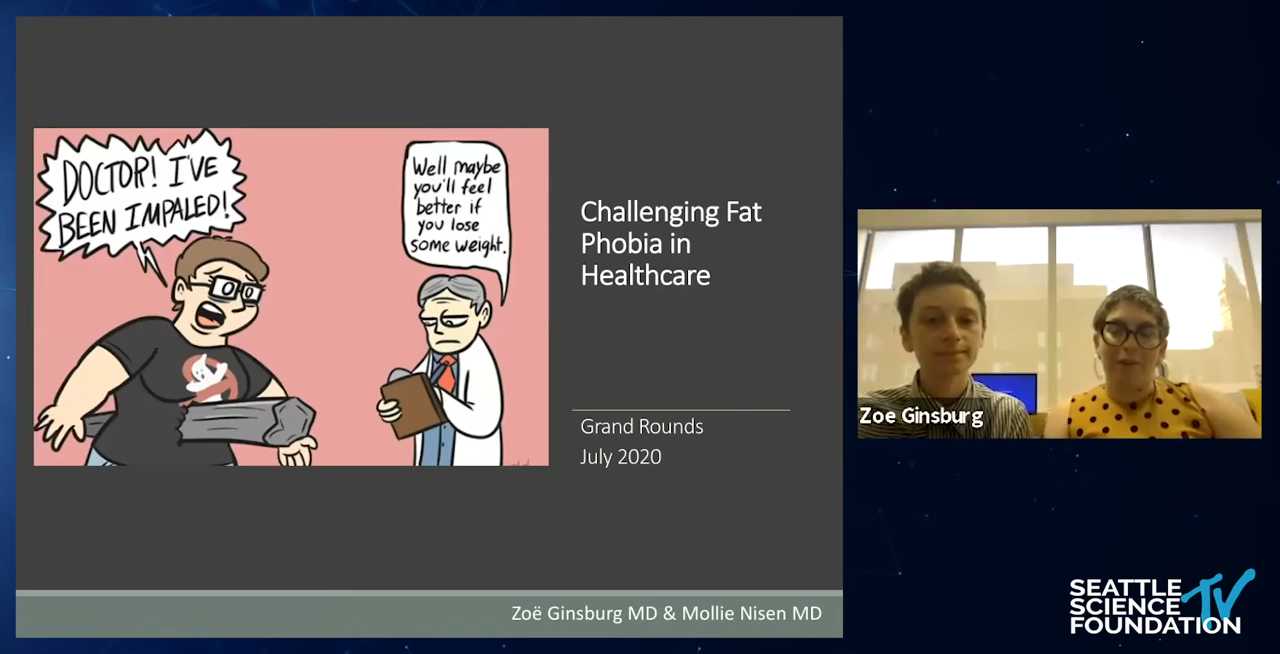 DOCTOR! I'VE
BEEN IMPALED!
Well maybe
you'll feel
better if
you lose
some weight.
Challenging Fat
Phobia in
Healthcare
Grand Rounds
July 2020
Zoë Ginsburg MD & Mollie Nisen MD
Zoe Ginsburg
SEATTLE
SCIENCE
FOUNDATION
TV